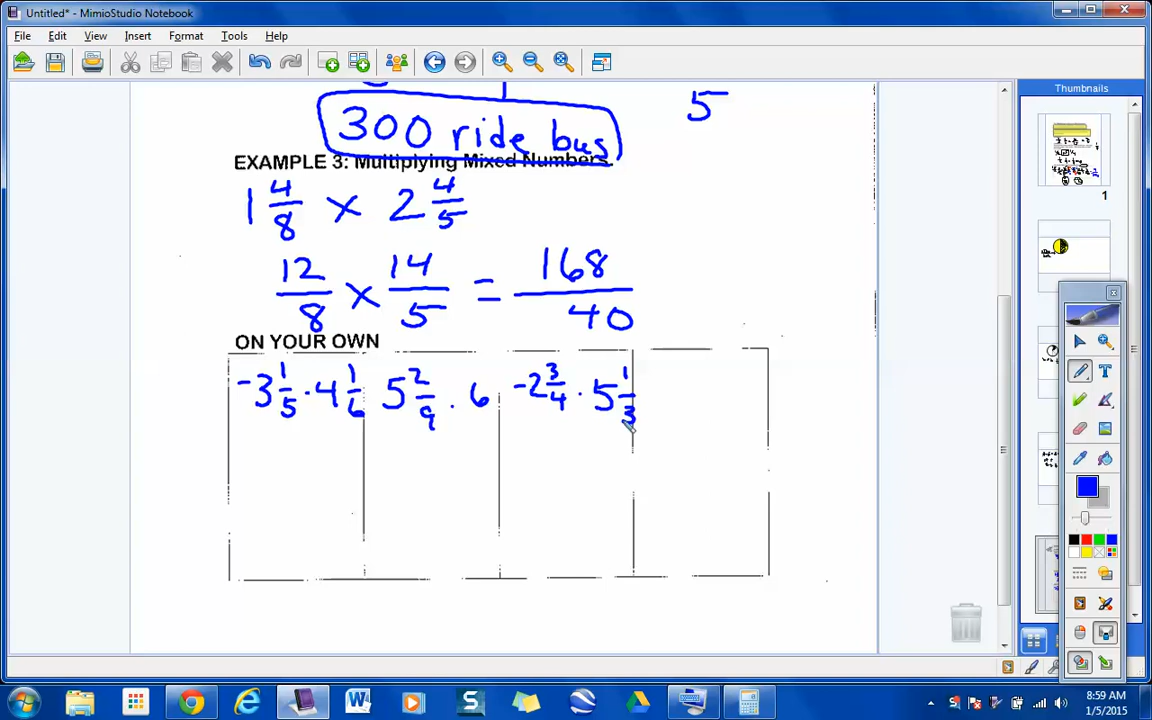 Untitled* - MimioStudio Notebook
File Edit View Insert Format Tools Help
Thumbnails
300 ride bus
5
EXAMPLE 3: Multiplying Mixed Numbers.
1 4/8 × 2 4/5
12/8 × 14/5 = 168/40
ON YOUR OWN
-3 1/5 · 4 1/6
5 2/9 · 6
-2 3/4 · 5 1/3
1
8:59 AM
1/5/2015